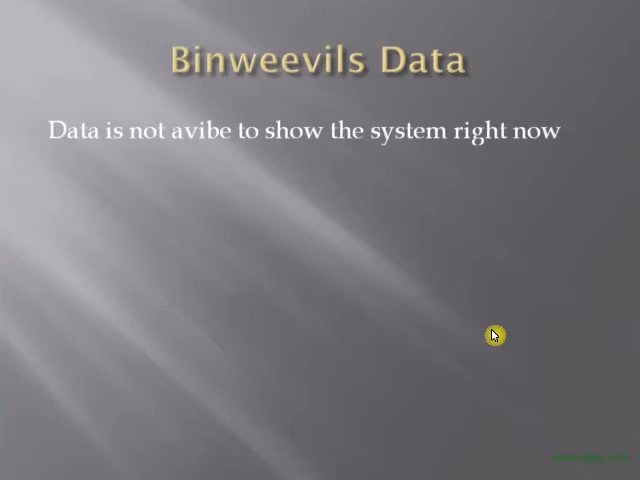 Binweevils Data
Data is not avibe to show the system right now